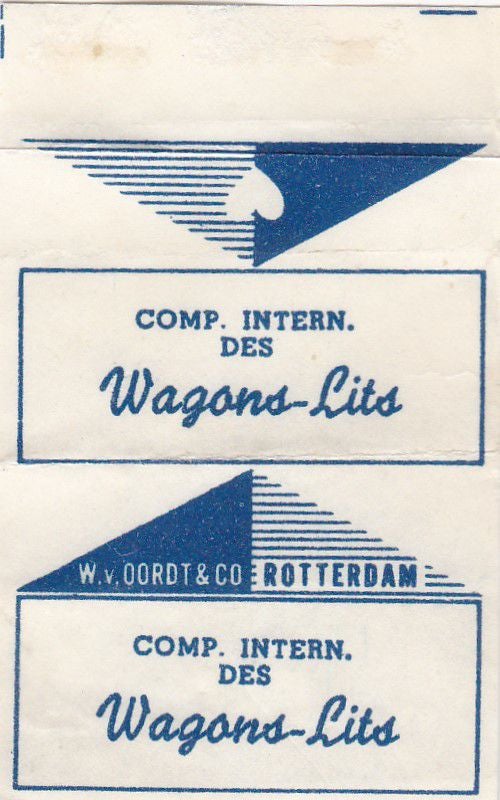 COMP. INTERN.
DES
Wagons-Lits
W.v.OORDT & CO ROTTERDAM
COMP. INTERN.
DES
Wagons-Lits